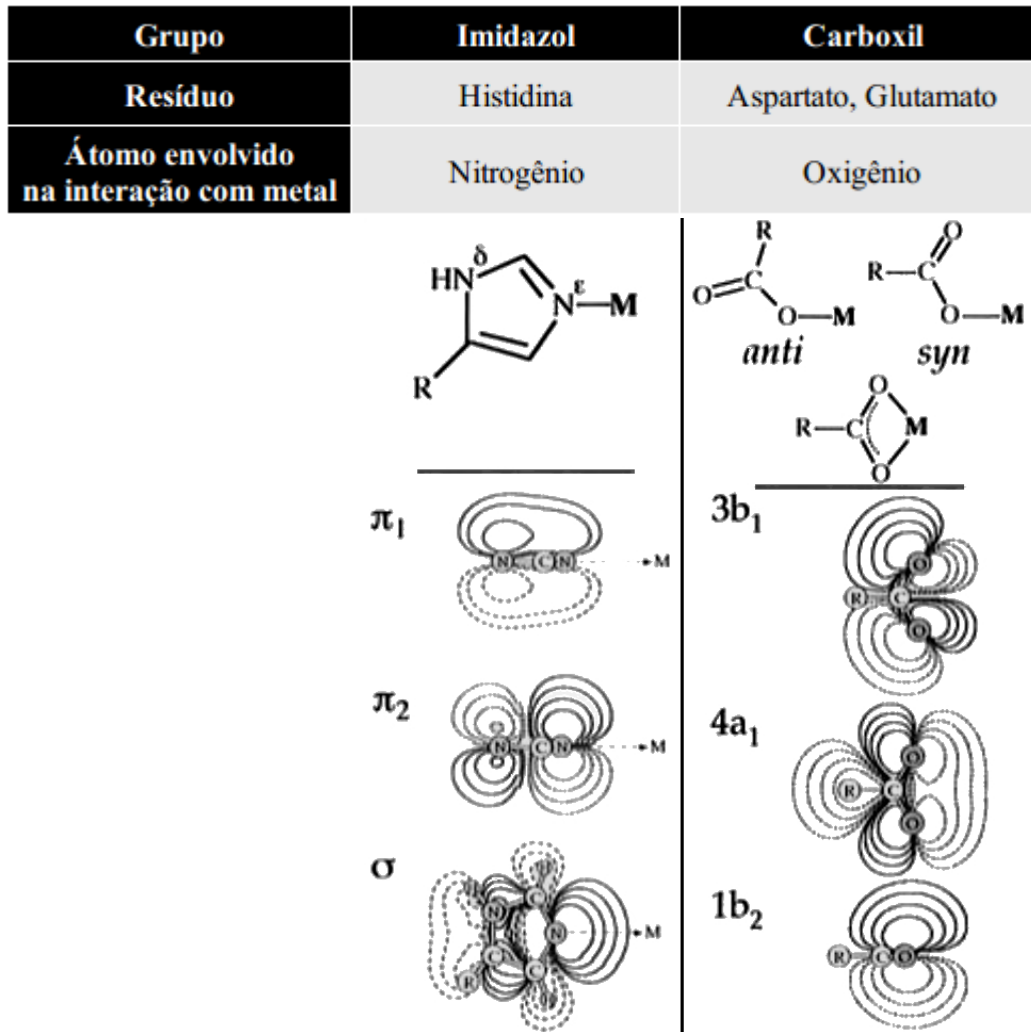 Grupo Imidazol Carboxil
Resíduo Histidina Aspartato, Glutamato
Átomo envolvido
na interação com metal Nitrogênio Oxigênio
δ
HN
ε
N M
R
R
O C
O M
anti
O
R C
O M
syn
O
R C M
O
π1
N C N M
π2
N C N M
σ
H C
N
N M
C
R C
H
3b1
O
R C
O
4a1
O
R C
O
1b2
R C O